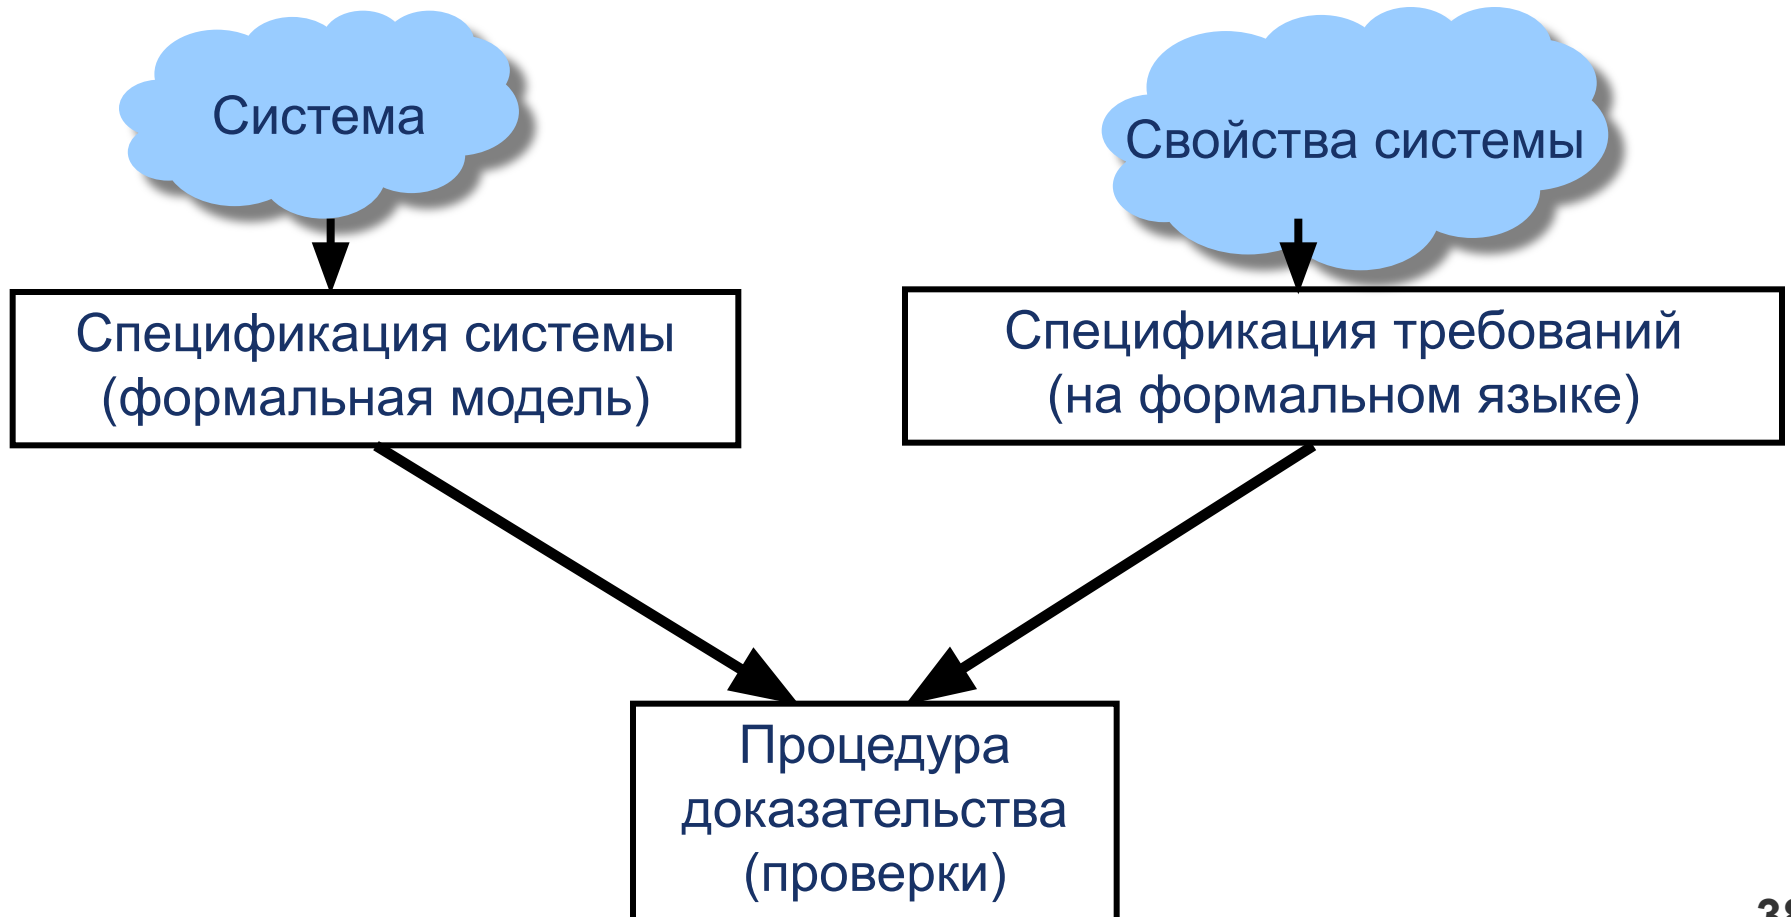 Система
Свойства системы
Спецификация системы
(формальная модель)
Спецификация требований
(на формальном языке)
Процедура
доказательства
(проверки)